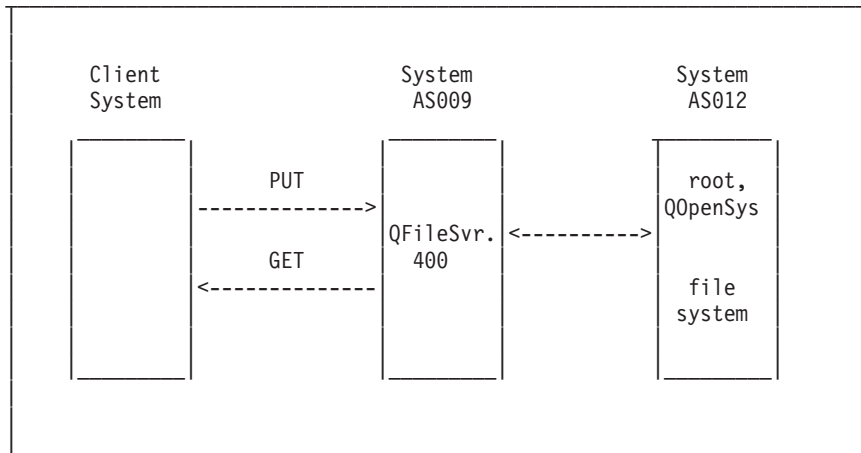 Client System System
System AS009 AS012
PUT
root,
-------------->
QOpenSys
QFileSvr. <---------->
GET 400
<--------------
file
system